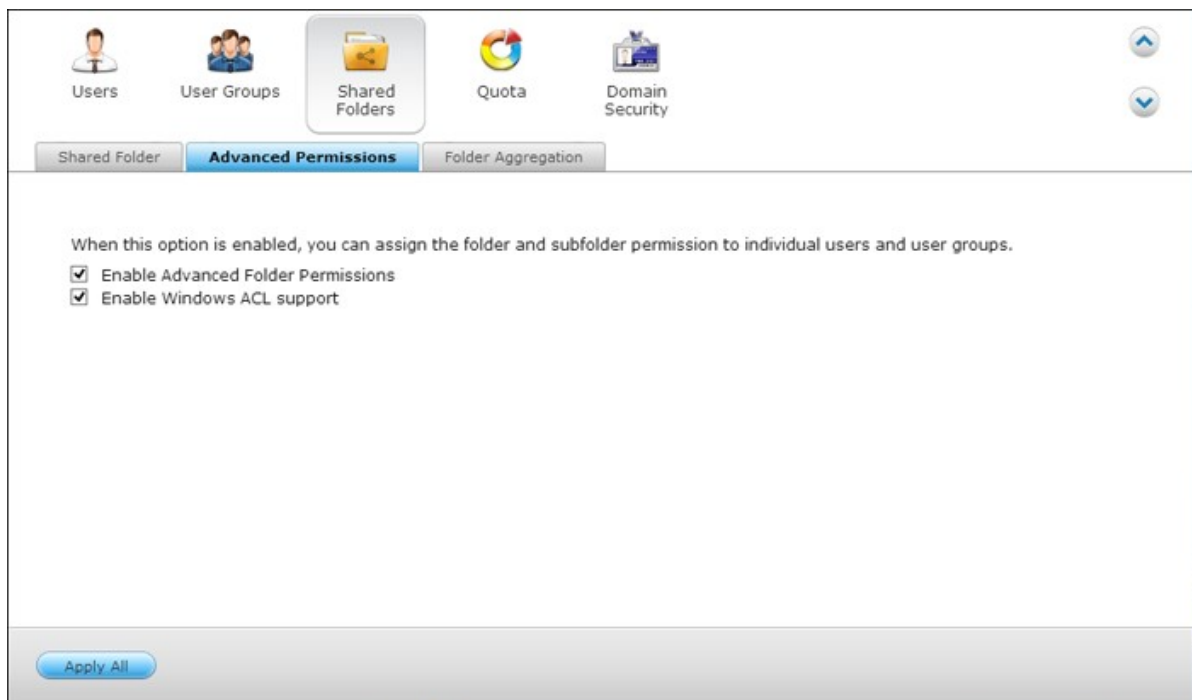 Users
User Groups
Shared
Folders
Quota
Domain
Security
Shared Folder
Advanced Permissions
Folder Aggregation
When this option is enabled, you can assign the folder and subfolder permission to individual users and user groups.
Enable Advanced Folder Permissions
Enable Windows ACL support
Apply All